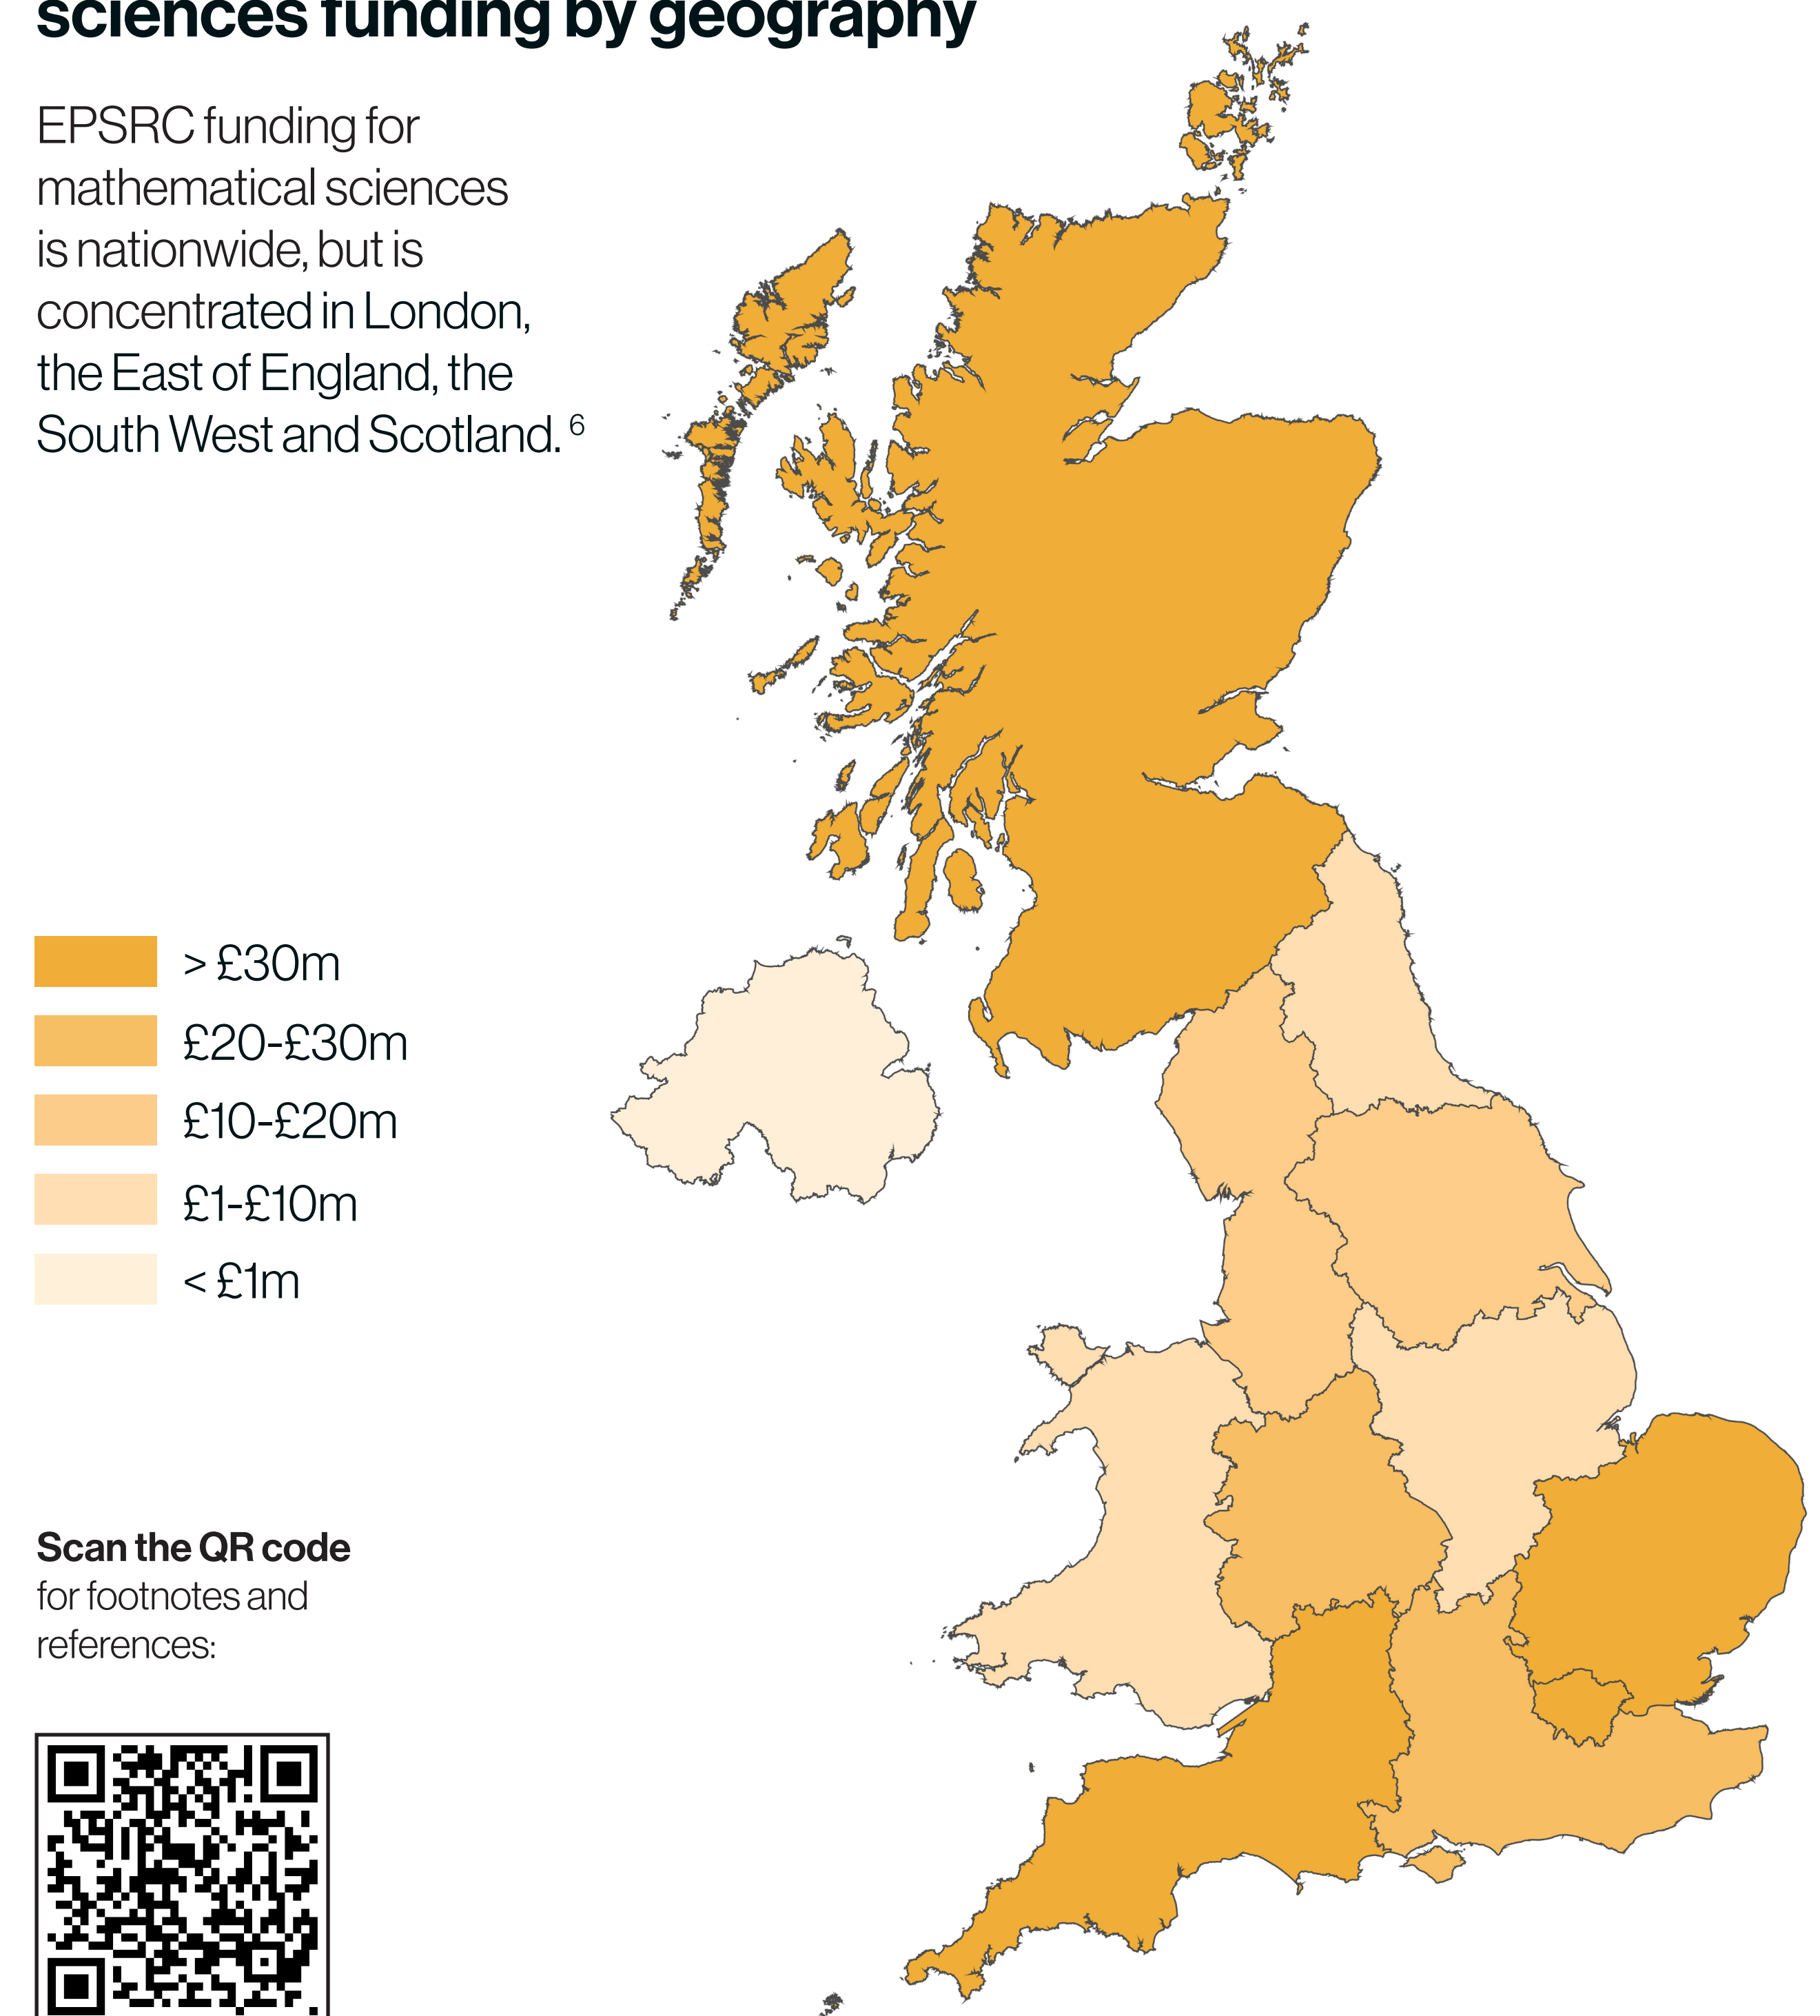 sciences funding by geography
EPSRC funding for
mathematical sciences
is nationwide, but is
concentrated in London,
the East of England, the
South West and Scotland. 6
> £30m
£20-£30m
£10-£20m
£1-£10m
< £1m
Scan the QR code
for footnotes and
references: